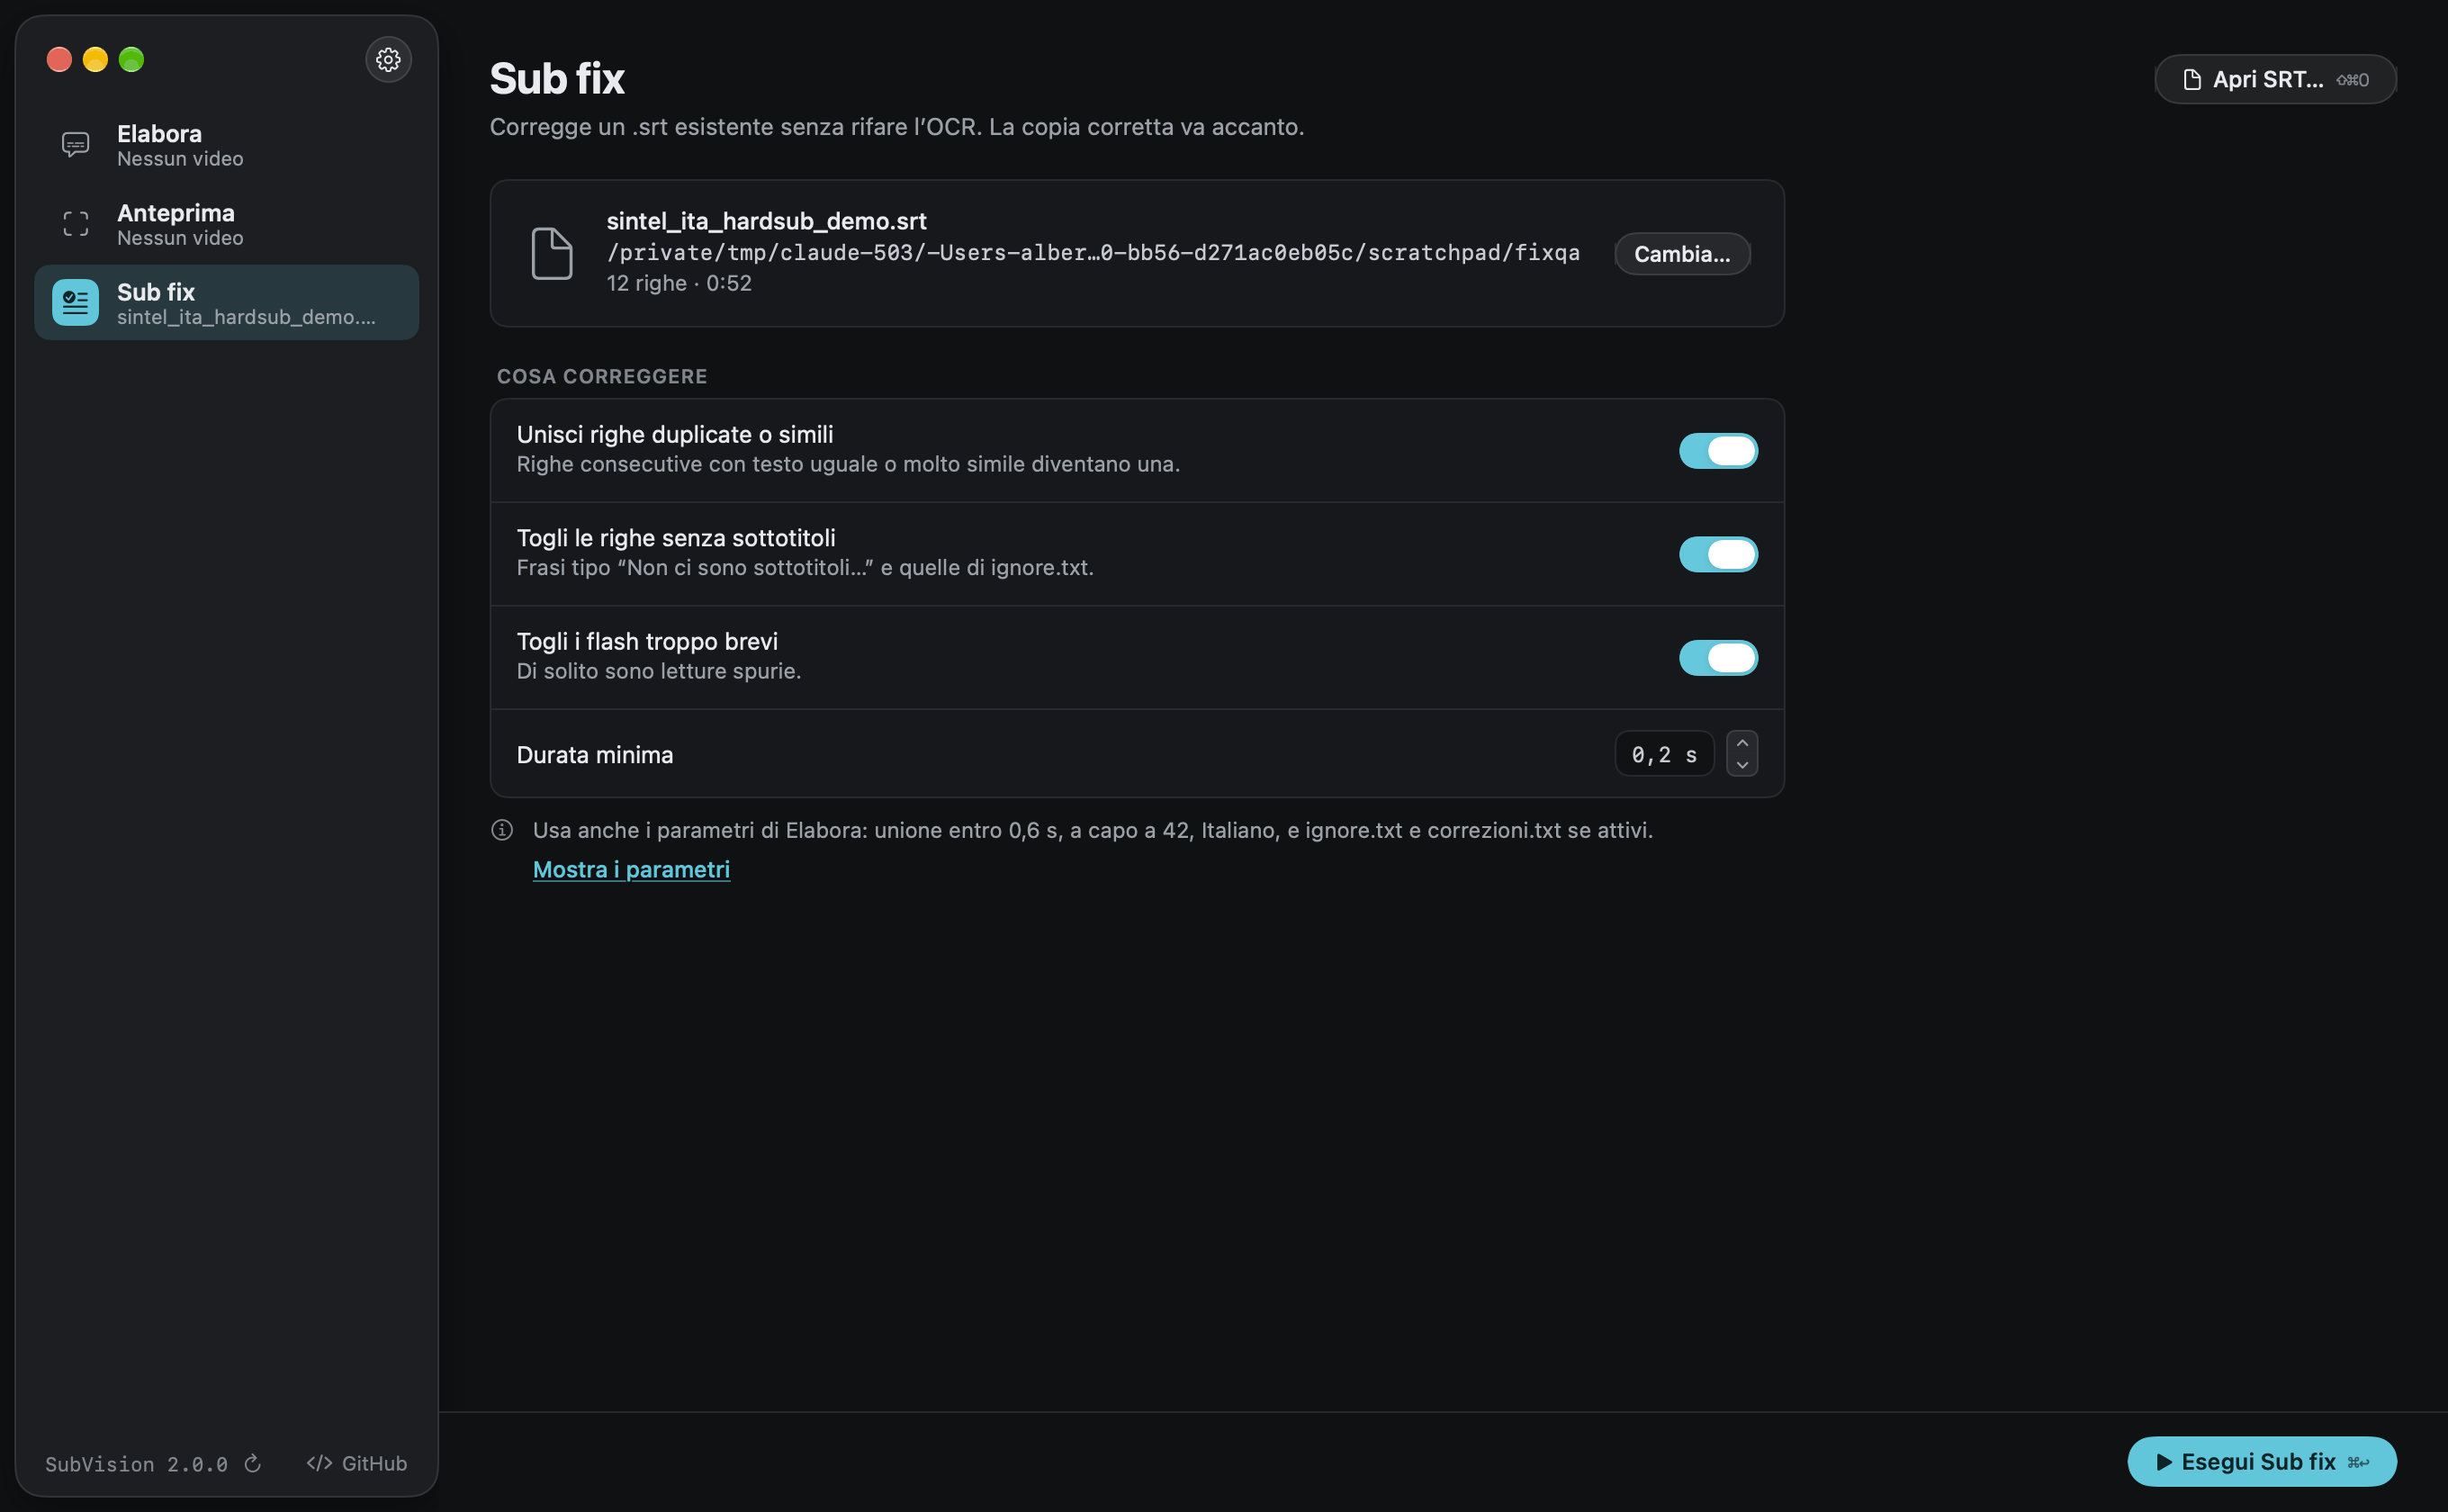 Elabora
Nessun video
Anteprima
Nessun video
Sub fix
sintel_ita_hardsub_demo....
SubVision 2.0.0
</> GitHub
Sub fix
Corregge un .srt esistente senza rifare l’OCR. La copia corretta va accanto.
Apri SRT... ⇧⌘O
sintel_ita_hardsub_demo.srt
/private/tmp/claude-503/-Users-alber…0-bb56-d271ac0eb05c/scratchpad/fixqa
12 righe · 0:52
Cambia...
COSA CORREGGERE
Unisci righe duplicate o simili
Righe consecutive con testo uguale o molto simile diventano una.
Togli le righe senza sottotitoli
Frasi tipo “Non ci sono sottotitoli...” e quelle di ignore.txt.
Togli i flash troppo brevi
Di solito sono letture spurie.
Durata minima
0,2 s
Usa anche i parametri di Elabora: unione entro 0,6 s, a capo a 42, Italiano, e ignore.txt e correzioni.txt se attivi.
Mostra i parametri
Esegui Sub fix ⌘↩